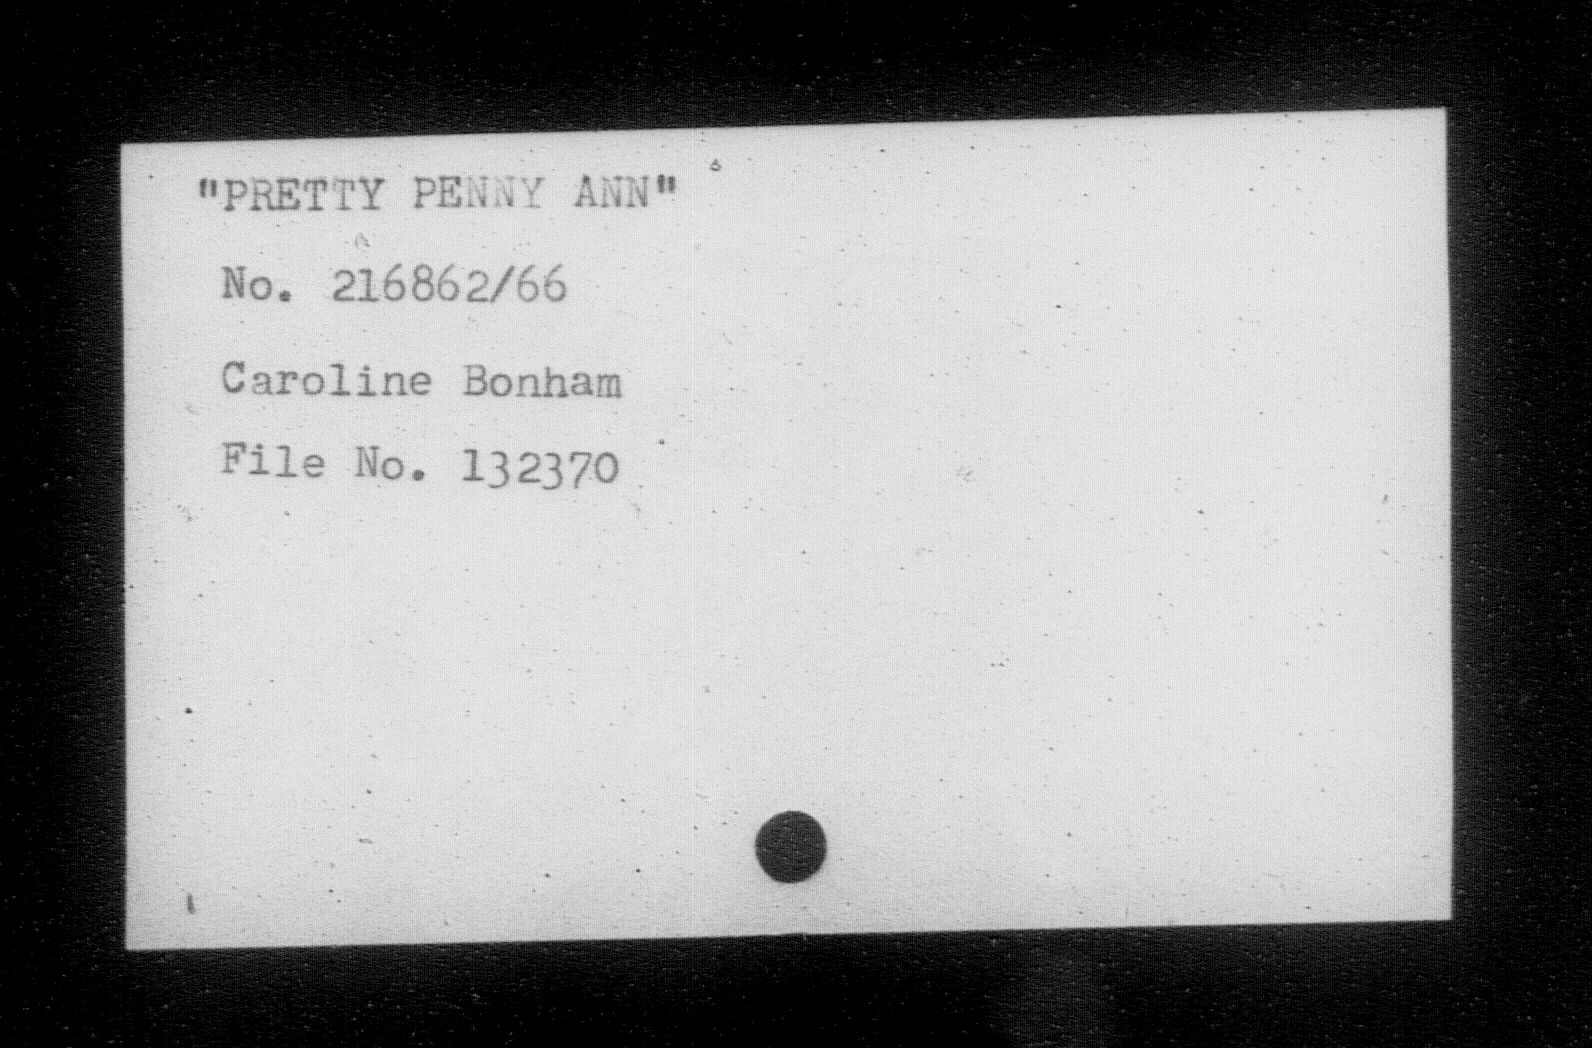 "PRETTY PENNY ANN"
No. 216862/66
Caroline Bonham
File No. 132370